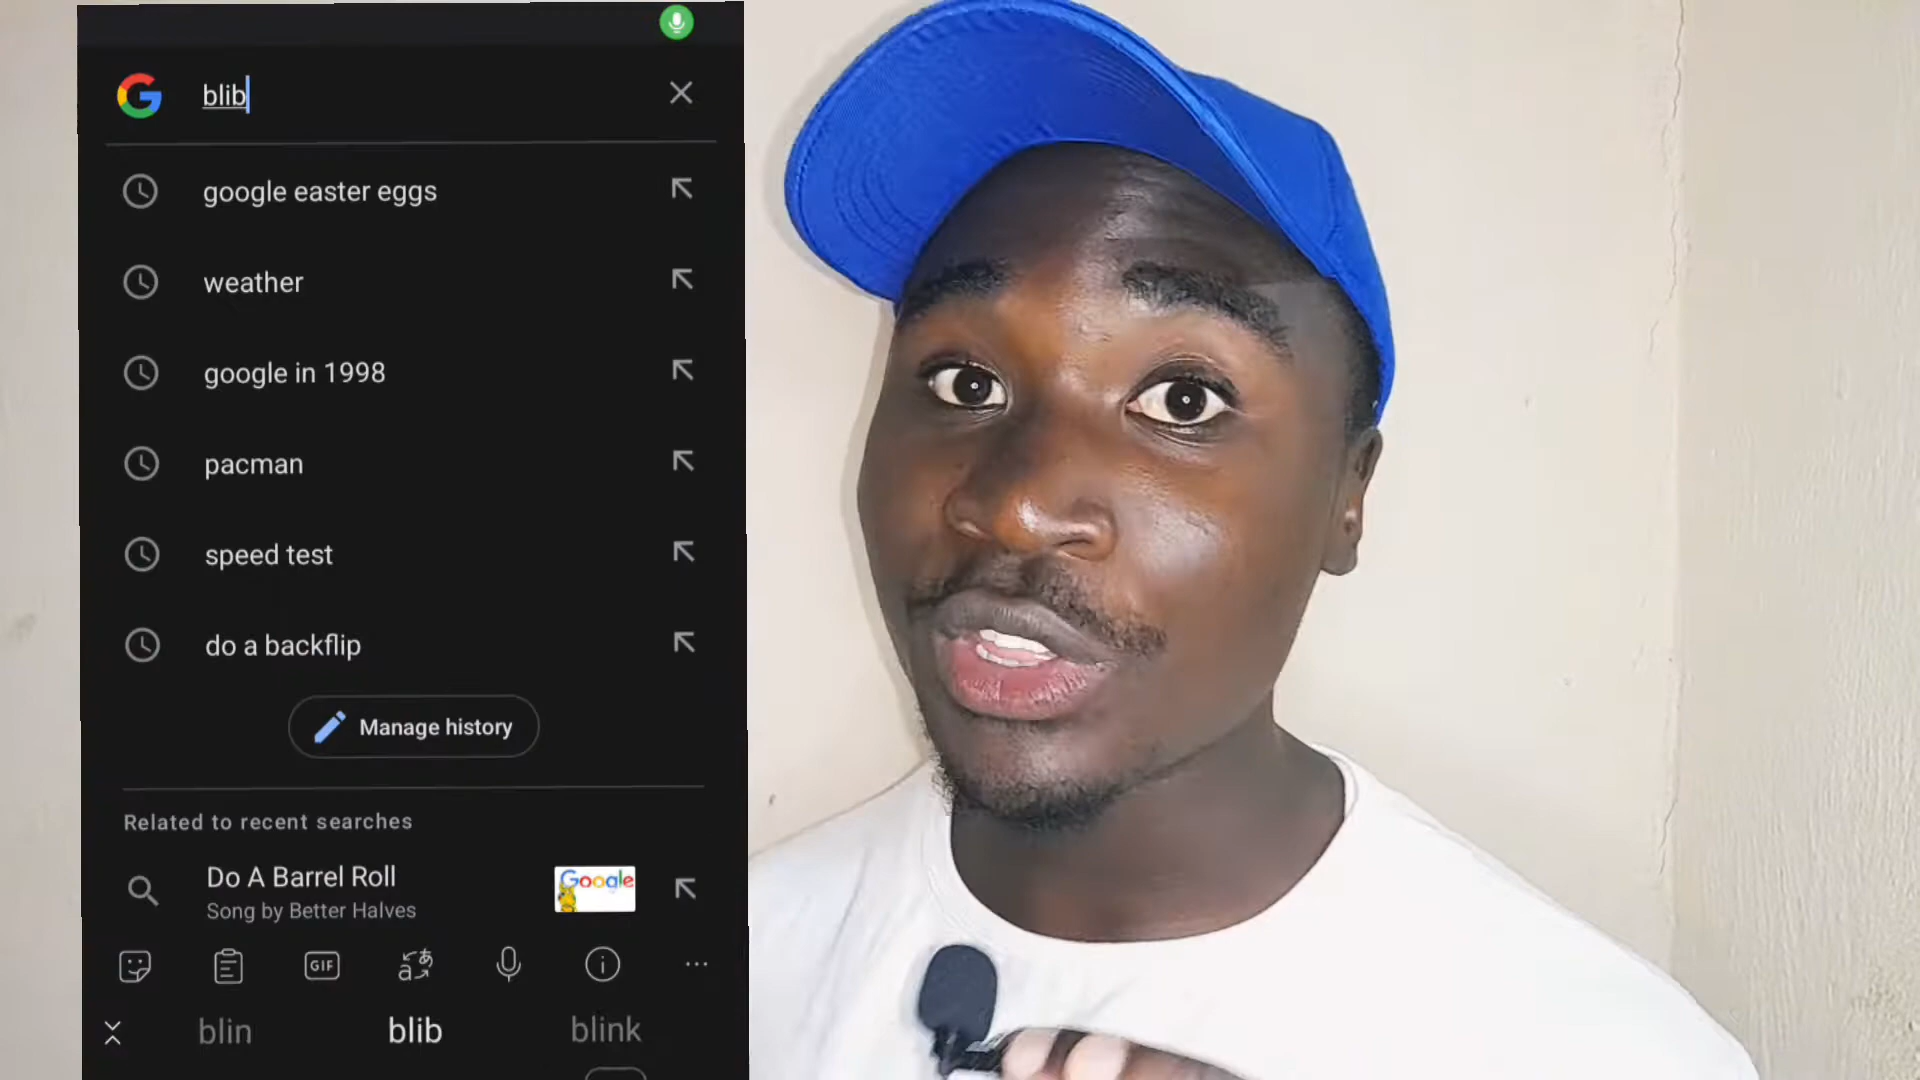 blib
google easter eggs
weather
google in 1998
pacman
speed test
do a backflip
Manage history
Related to recent searches
Do A Barrel Roll
Google
Song by Better Halves
GIF
blin blib blink